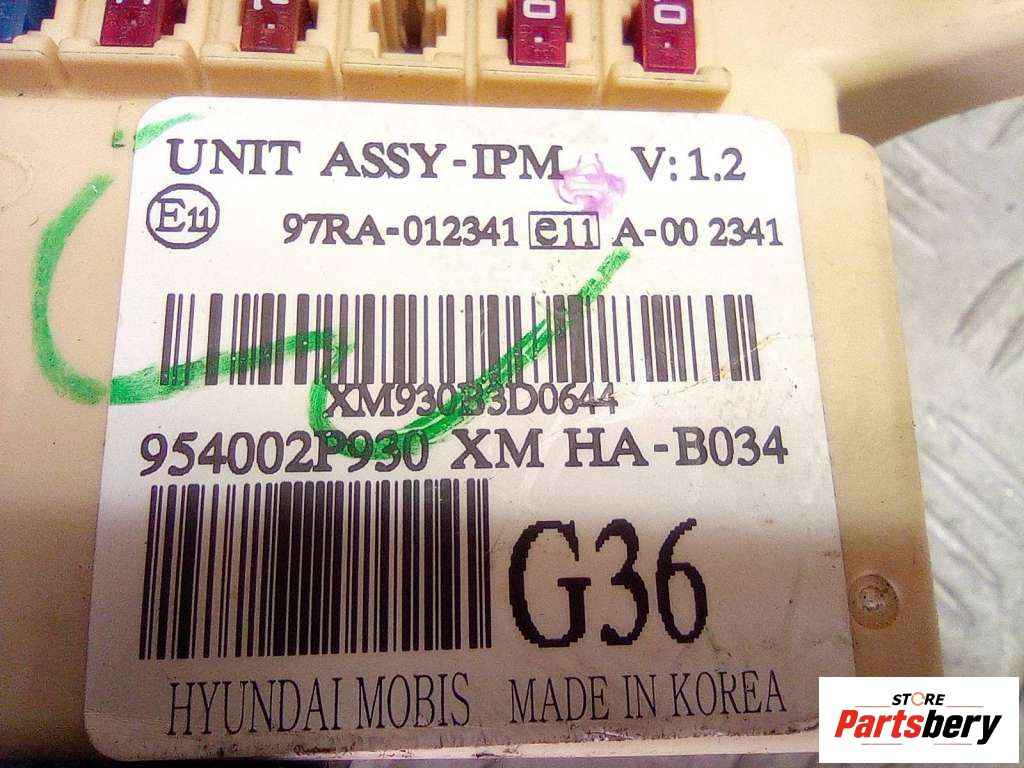 UNIT ASSY-IPM V: 1.2
E11 97RA-012341 e11 A-00 2341
XM930B3D0644
954002P930 XM HA-B034
G36
HYUNDAI MOBIS MADE IN KOREA
STORE
Partsbery